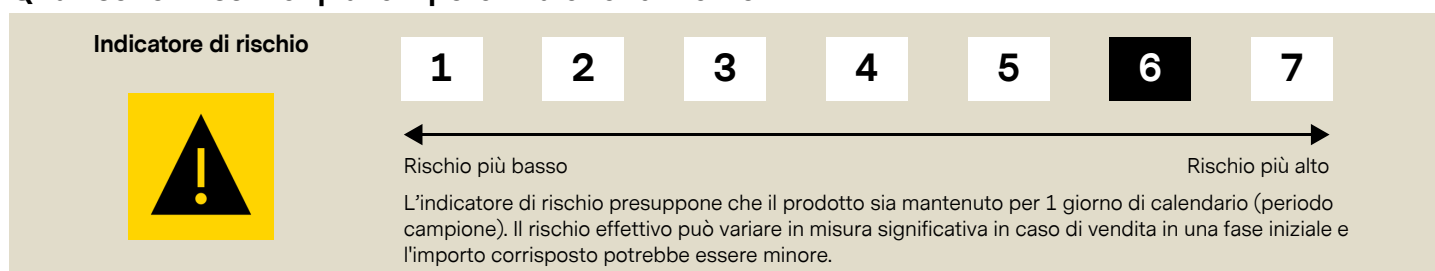 Indicatore di rischio
1 2 3 4 5 6 7
Rischio più basso Rischio più alto
L'indicatore di rischio presuppone che il prodotto sia mantenuto per 1 giorno di calendario (periodo
campione). Il rischio effettivo può variare in misura significativa in caso di vendita in una fase iniziale e
l'importo corrisposto potrebbe essere minore.